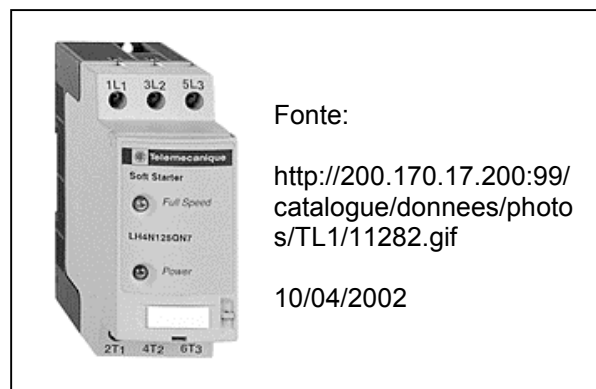 1L1 3L2 5L3
Telemecanique
Soft Starter
Full Speed
LH4N125QN7
Power
2T1 4T2 6T3
Fonte:
http://200.170.17.200:99/
catalogue/donnees/photo
s/TL1/11282.gif
10/04/2002